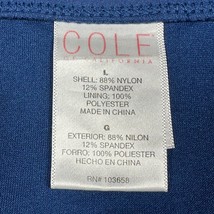 COLE
CALIFORNIA
L
SHELL: 88% NYLON
12% SPANDEX
LINING: 100%
POLYESTER
MADE IN CHINA
G
EXTERIOR: 88% NILON
12% SPANDEX
FORRO: 100% POLIESTER
HECHO EN CHINA
RN# 103658